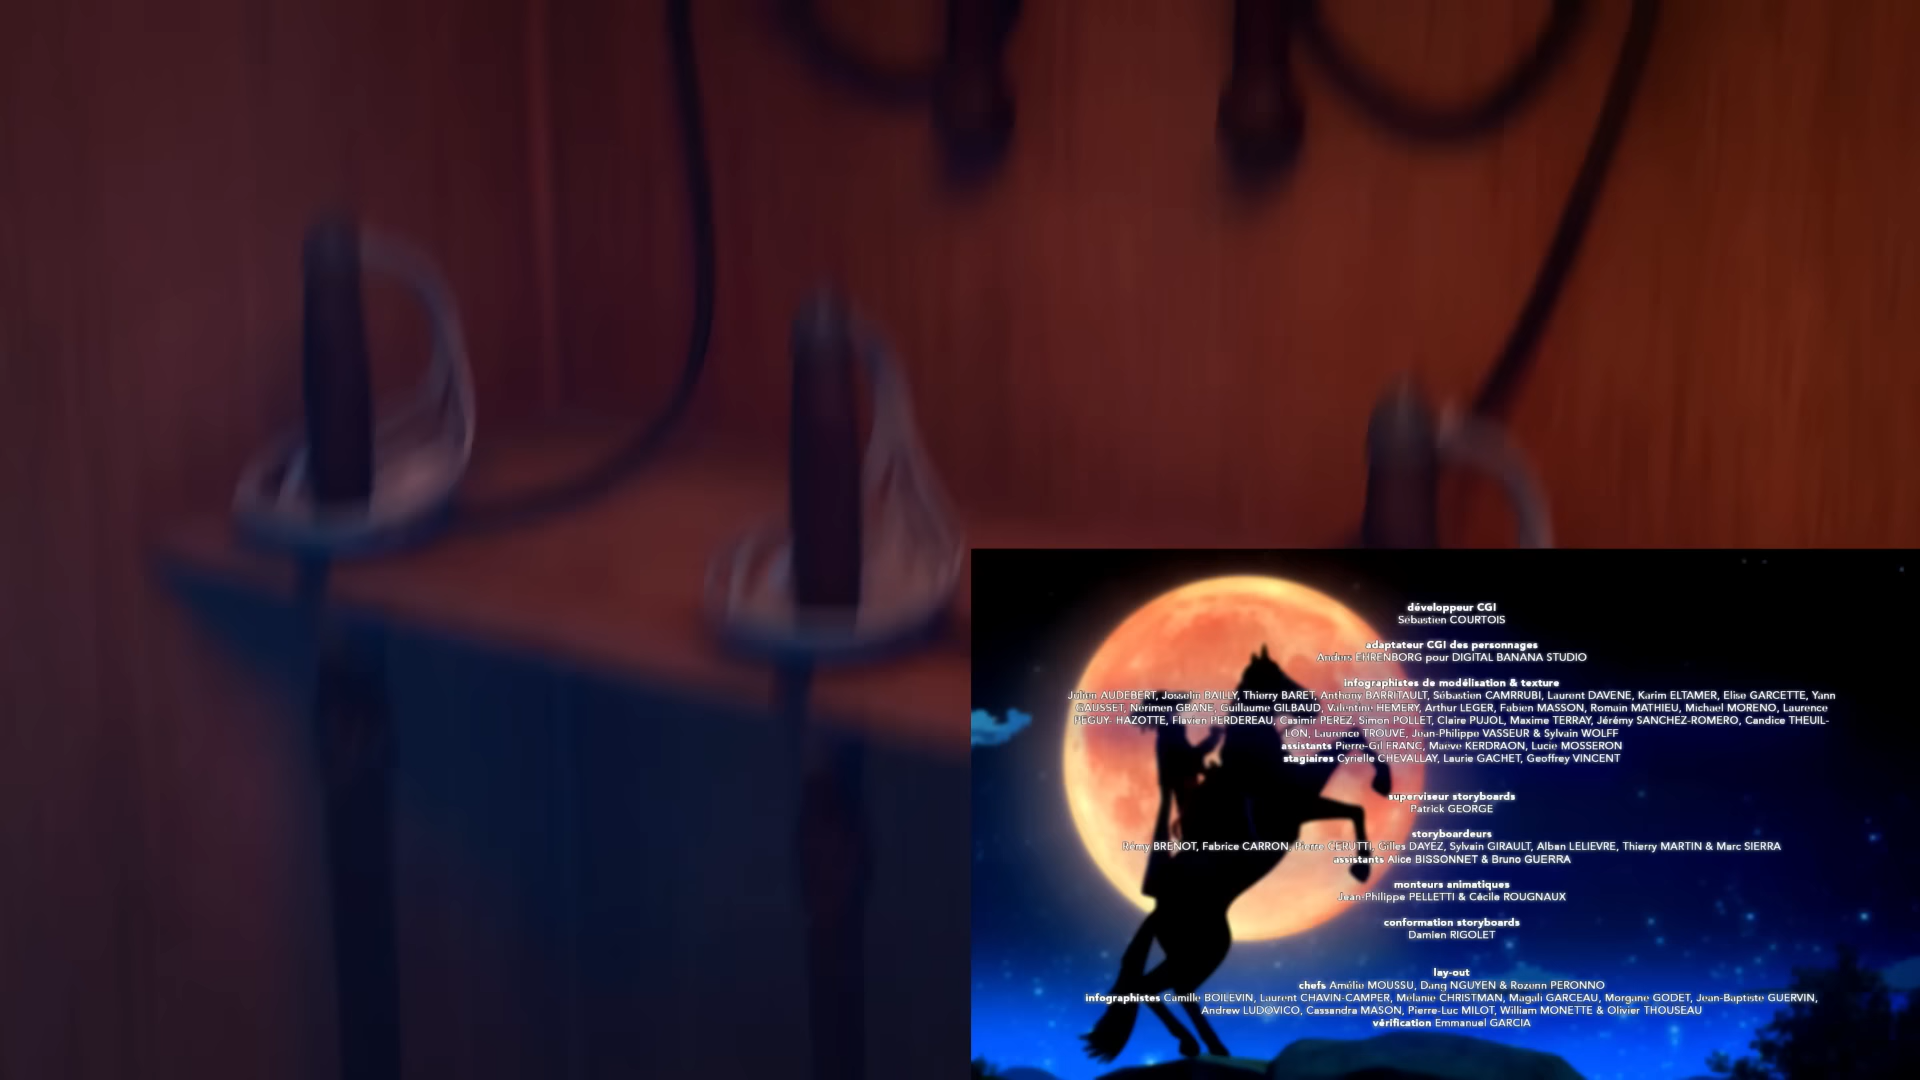 développeur CGI
Sébastien COURTOIS
adaptateur CGI des personnages
Anders EHRENBORG pour DIGITAL BANANA STUDIO
infographistes de modélisation & texture
Julien AUDEBERT, Josselin BAILLY, Thierry BARET, Anthony BARRITAULT, Sébastien CAMRRUBI, Laurent DAVENE, Karim ELTAMER, Elise GARCETTE, Yann
GAUSSET, Nerimen GBANE, Guillaume GILBAUD, Valentine HEMERY, Arthur LEGER, Fabien MASSON, Romain MATHIEU, Michael MORENO, Laurence
PEGUY- HAZOTTE, Flavien PERDEREAU, Casimir PEREZ, Simon POLLET, Claire PUJOL, Maxime TERRAY, Jérémy SANCHEZ-ROMERO, Candice THEUIL-
LON, Laurence TROUVE, Jean-Philippe VASSEUR & Sylvain WOLFF
assistants Pierre-Gil FRANC, Maëve KERDRAON, Lucie MOSSERON
stagiaires Cyrielle CHEVALLAY, Laurie GACHET, Geoffrey VINCENT
superviseur storyboards
Patrick GEORGE
storyboardeurs
Rémy BRENOT, Fabrice CARRON, Pierre CERUTTI, Gilles DAYEZ, Sylvain GIRAULT, Alban LELIEVRE, Thierry MARTIN & Marc SIERRA
assistants Alice BISSONNET & Bruno GUERRA
monteurs animatiques
Jean-Philippe PELLETTI & Cécile ROUGNAUX
conformation storyboards
Damien RIGOLET
lay-out
chefs Amélie MOUSSU, Dang NGUYEN & Rozenn PERONNO
infographistes Camille BOILEVIN, Laurent CHAVIN-CAMPER, Mélanie CHRISTMAN, Magali GARCEAU, Morgane GODET, Jean-Baptiste GUERVIN,
Andrew LUDOVICO, Cassandra MASON, Pierre-Luc MILOT, William MONETTE & Olivier THOUSEAU
vérification Emmanuel GARCIA